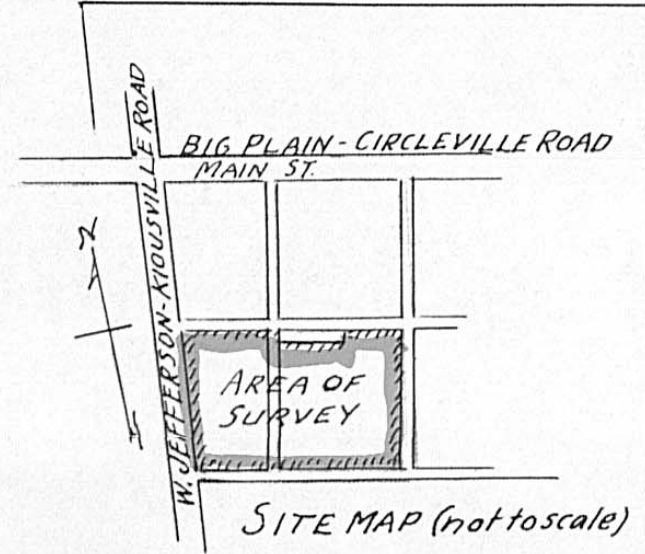 BIG PLAIN - CIRCLEVILLE ROAD
MAIN ST.
W. JEFFERSON-KIOUSVILLE ROAD
N
AREA OF
SURVEY
SITE MAP (not to scale)